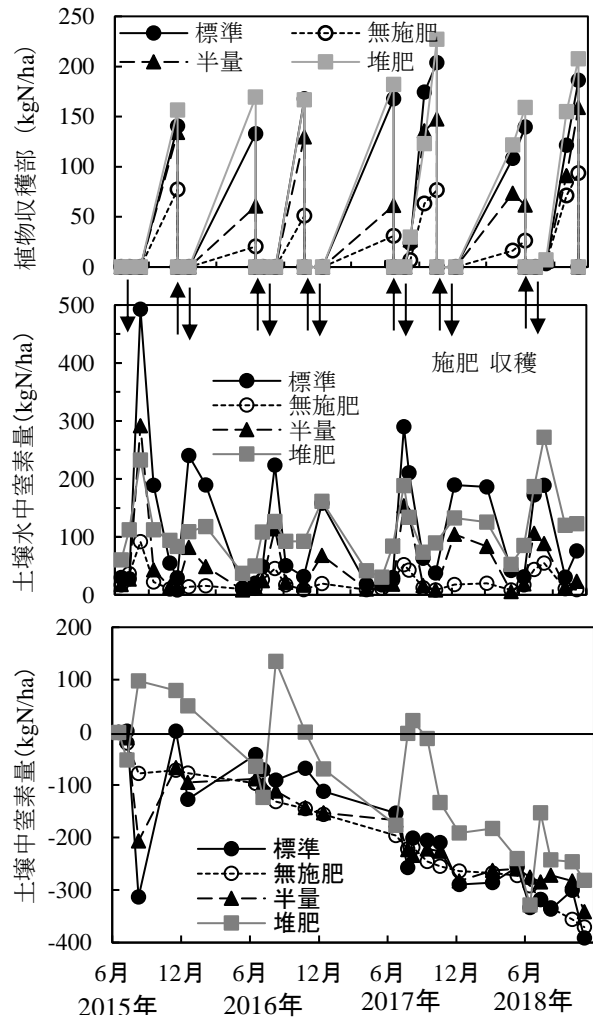 植物収穫部 (kgN/ha)
250
200
150
100
50
0
標準
無施肥
半量
堆肥
土壌水中窒素量(kgN/ha)
500
400
300
200
100
0
施肥 収穫
標準
無施肥
半量
堆肥
土壌中窒素量(kgN/ha)
200
100
0
-100
-200
-300
-400
標準
無施肥
半量
堆肥
6月 12月 6月 12月 6月 12月 6月
2015年 2016年 2017年 2018年